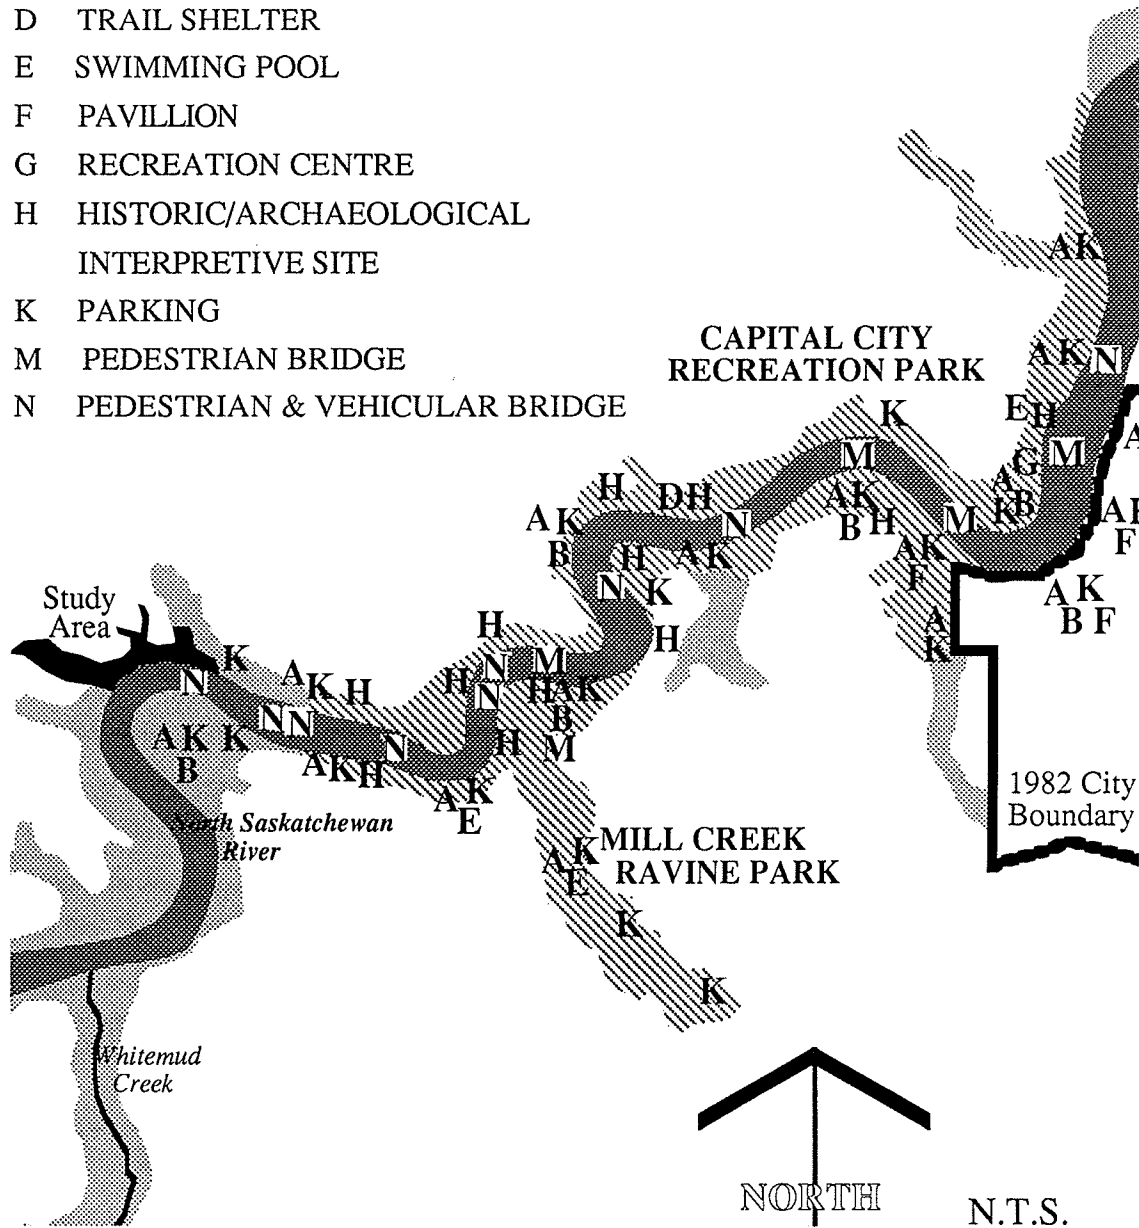 D TRAIL SHELTER
E SWIMMING POOL
F PAVILLION
G RECREATION CENTRE
H HISTORIC/ARCHAEOLOGICAL
INTERPRETIVE SITE
K PARKING
M PEDESTRIAN BRIDGE
N PEDESTRIAN & VEHICULAR BRIDGE
A K
CAPITAL CITY
RECREATION PARK
A K N
K
E H
M
M
G
A
H
D H
A K
A K
N
A K
B H
K B
M
A
F
B
H
A K
A K
F
N
K
A K
B F
Study
Area
H
H
A
K
K
N
M
N
A
K H
H
N
H A K
N N
B
A K
K
N
H
M
B
A K H
1982 City
Boundary
A K
E
North Saskatchewan
River
MILL CREEK
RAVINE PARK
A K
E
K
K
Whitemud
Creek
NORTH
N.T.S.